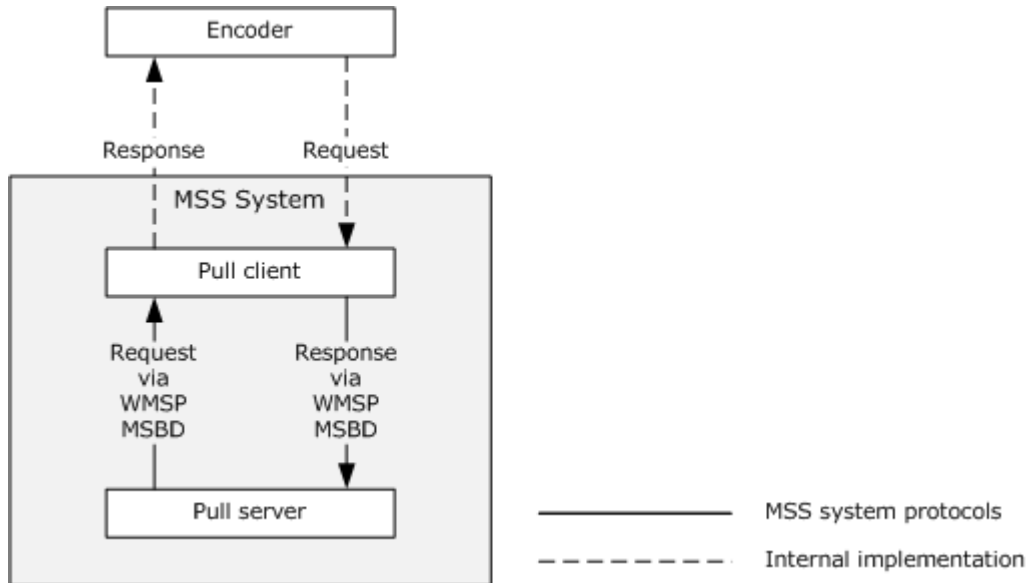 Encoder
Response
Request
MSS System
Pull client
Request
via
WMSP
MSBD
Response
via
WMSP
MSBD
Pull server
MSS system protocols
Internal implementation